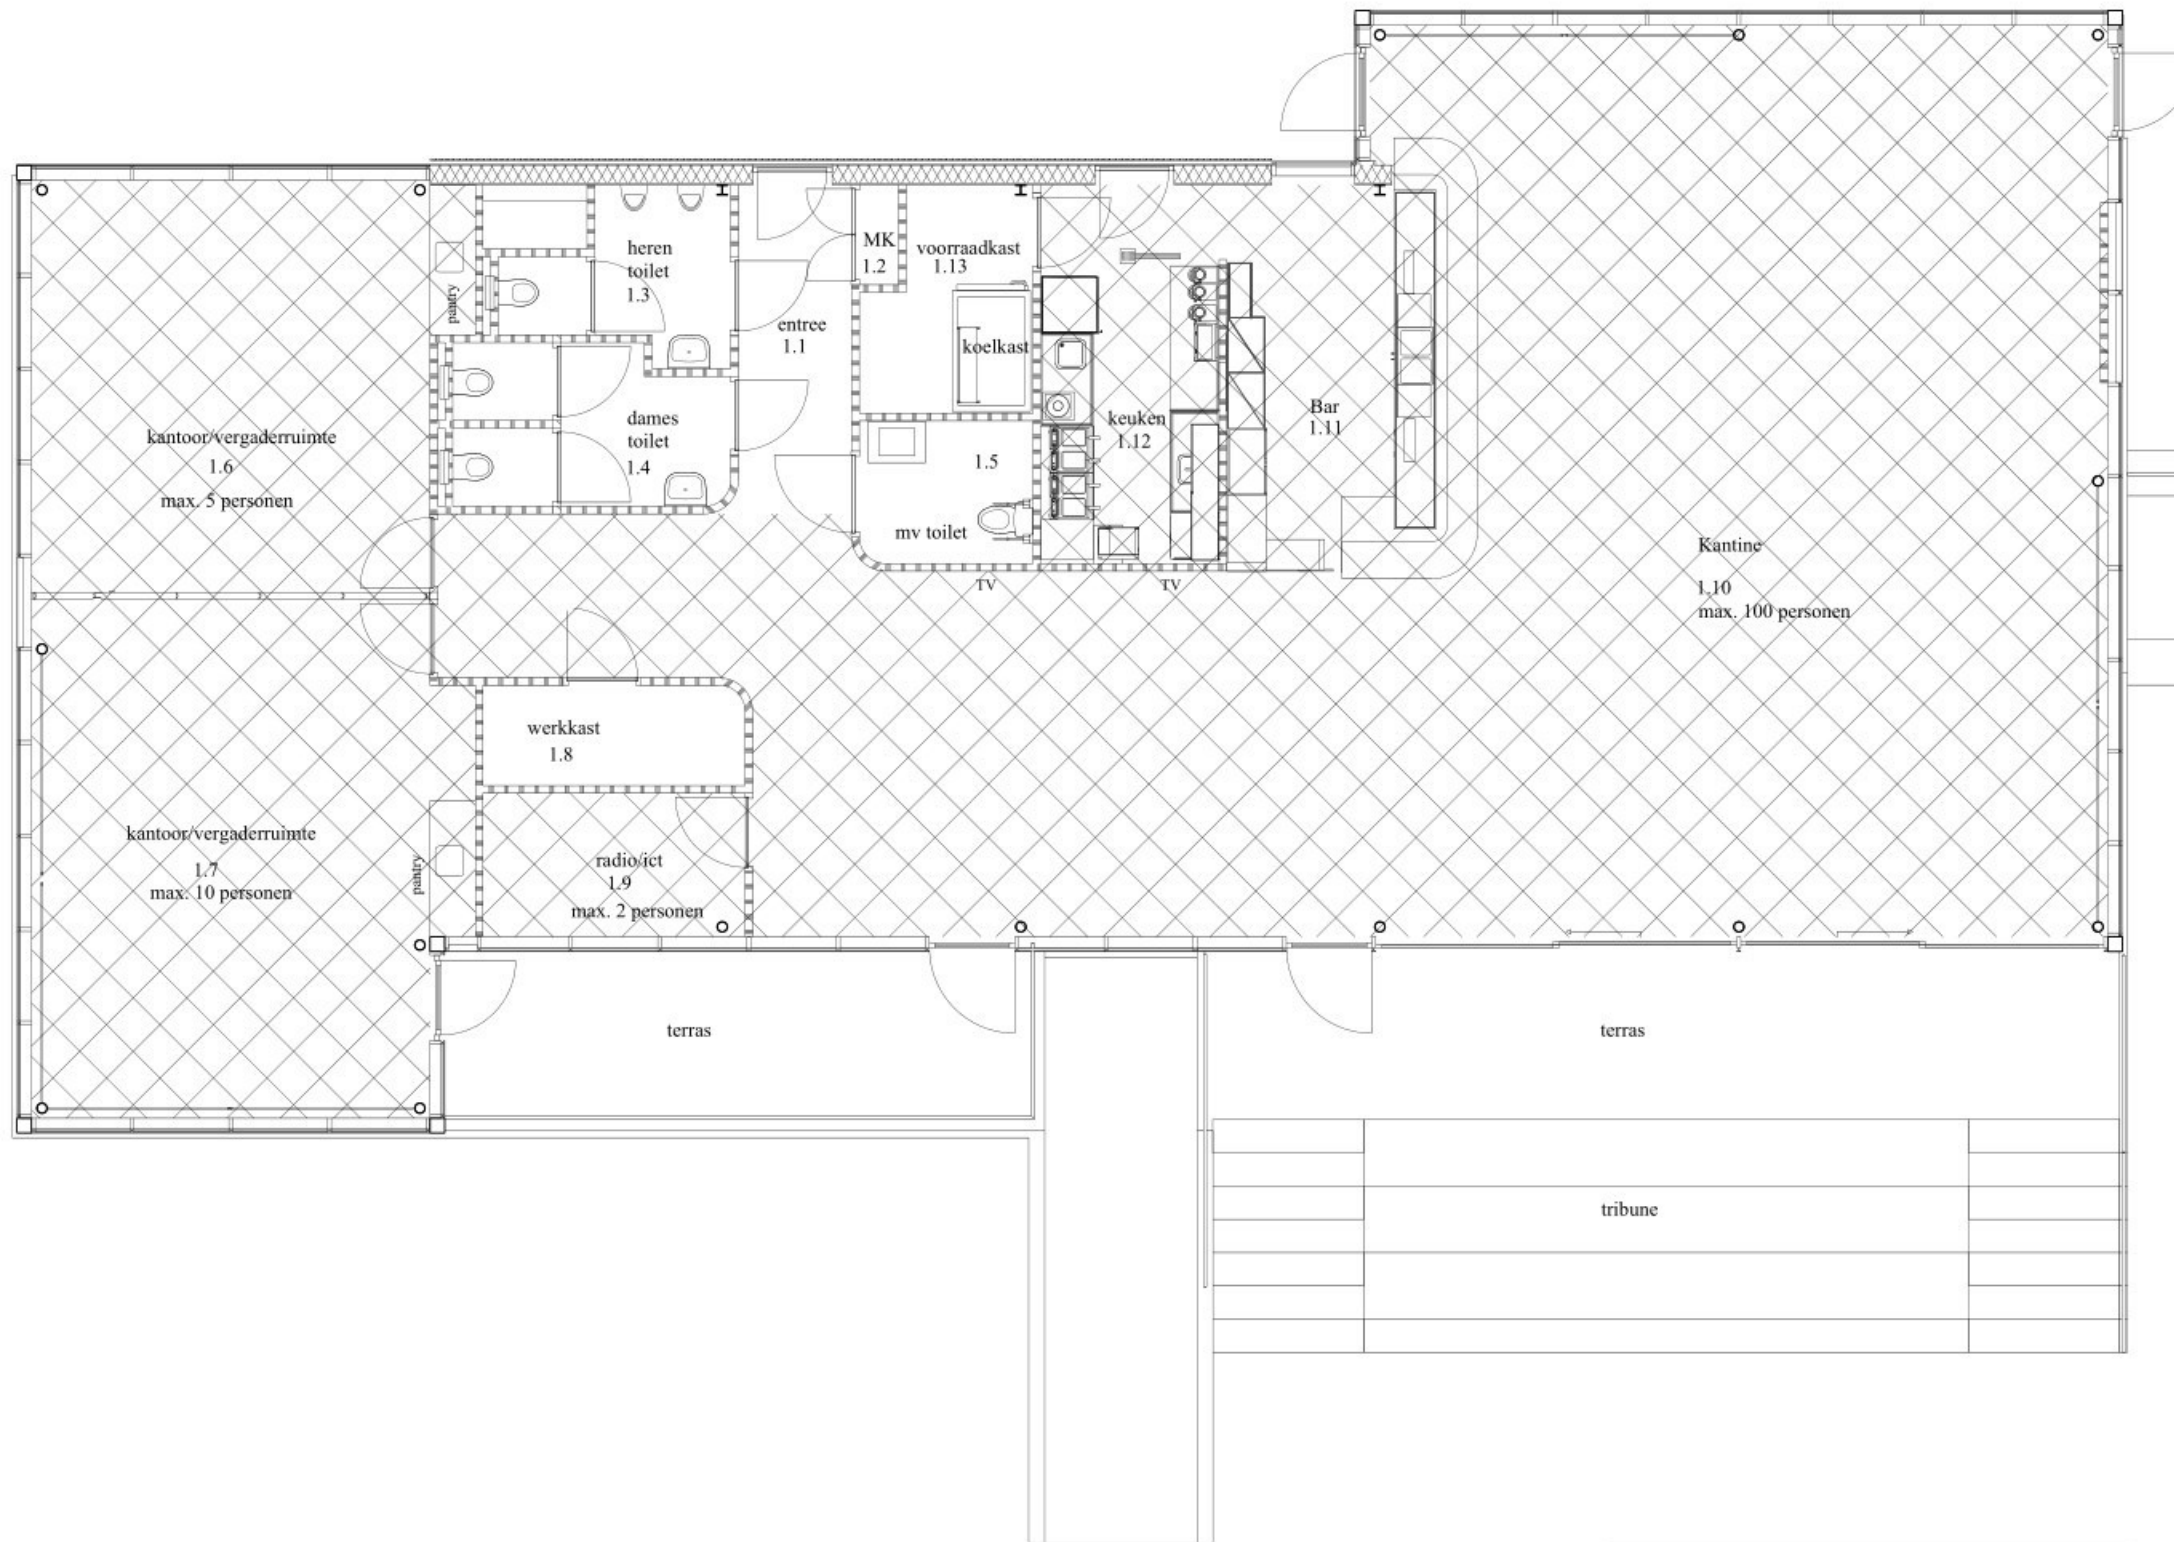 heren
toilet
1.3
MK
1.2
voorraadkast
1.13
pantry
entree
1.1
koelkast
kantoor/vergaderruimte
1.6
max. 5 personen
dames
toilet
1.4
1.5
mv toilet
keuken
1.12
Bar
1.11
TV
TV
Kantine
1.10
max. 100 personen
werkkast
1.8
kantoor/vergaderruimte
1.7
max. 10 personen
pantry
radio/ict
1.9
max. 2 personen
terras
terras
tribune